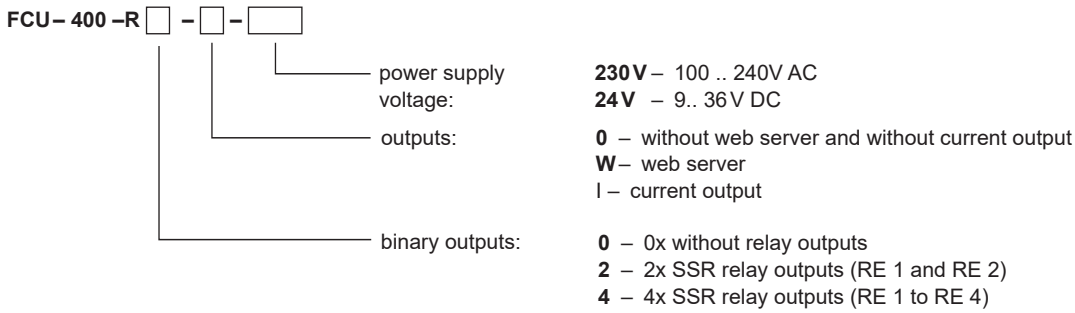 FCU – 400 – R – –
power supply 230 V – 100 .. 240V AC
voltage: 24 V – 9.. 36 V DC
outputs: 0 – without web server and without current output
W – web server
I – current output
binary outputs: 0 – 0x without relay outputs
2 – 2x SSR relay outputs (RE 1 and RE 2)
4 – 4x SSR relay outputs (RE 1 to RE 4)